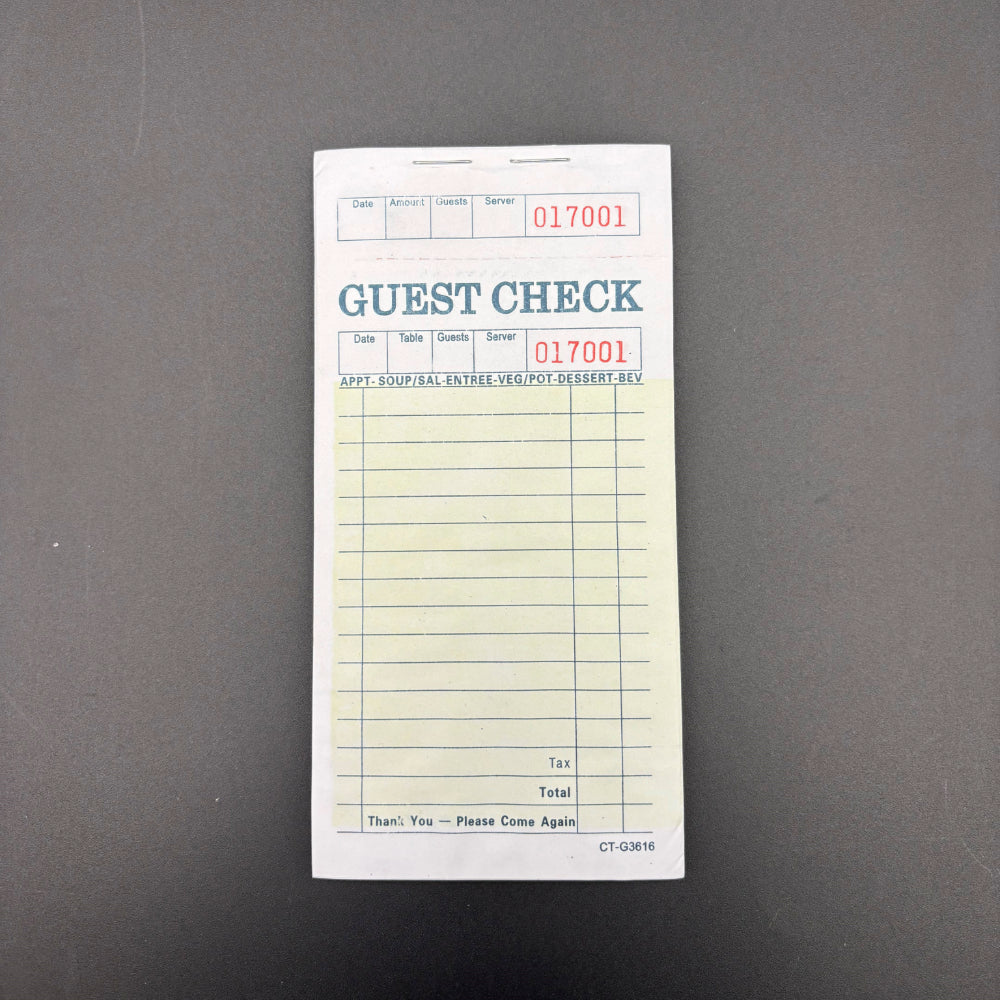 Date Amount Guests Server 017001
GUEST CHECK
Date Table Guests Server 017001
APPT-SOUP/SAL-ENTREE-VEG/POT-DESSERT-BEV
Tax
Total
Thank You — Please Come Again
CT-G3616